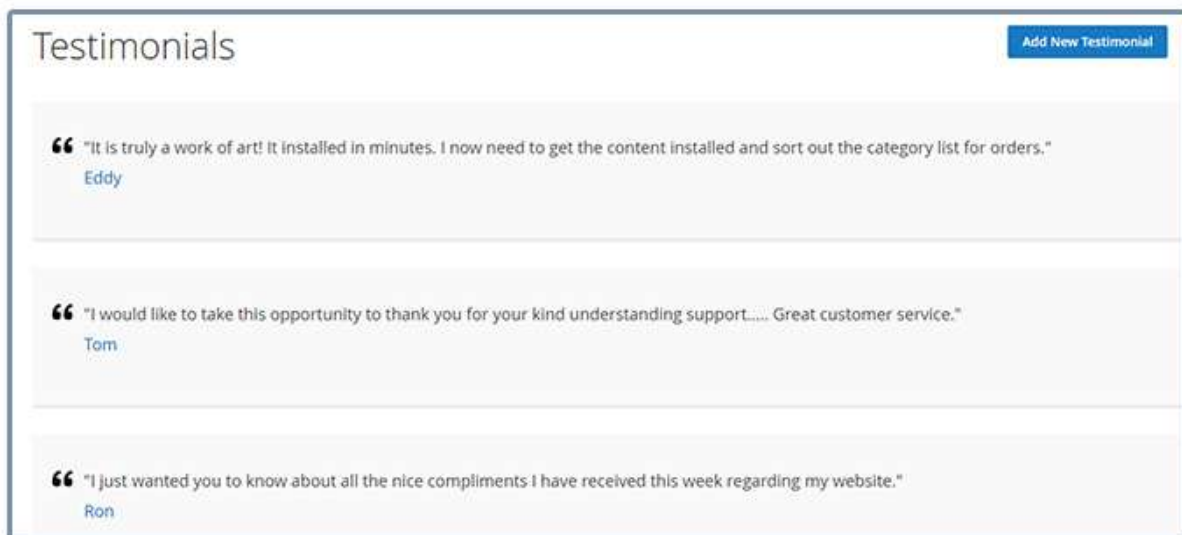 Testimonials
Add New Testimonial
"It is truly a work of art! It installed in minutes. I now need to get the content installed and sort out the category list for orders."
Eddy
"I would like to take this opportunity to thank you for your kind understanding support..... Great customer service."
Tom
"I just wanted you to know about all the nice compliments I have received this week regarding my website."
Ron